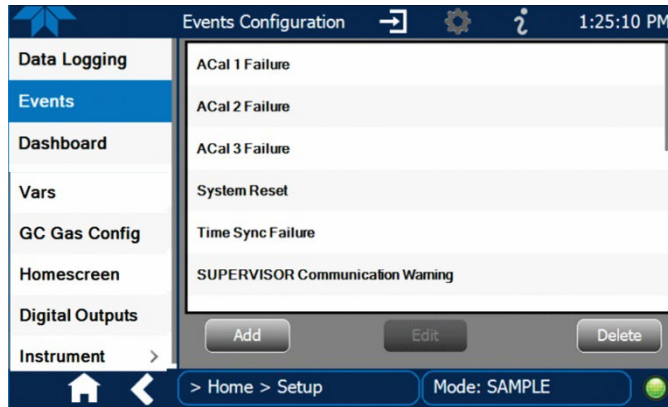 Events Configuration 1:25:10 PM
Data Logging
Events
Dashboard
Vars
GC Gas Config
Homescreen
Digital Outputs
Instrument >
ACal 1 Failure
ACal 2 Failure
ACal 3 Failure
System Reset
Time Sync Failure
SUPERVISOR Communication Warning
Add Edit Delete
> Home > Setup Mode: SAMPLE